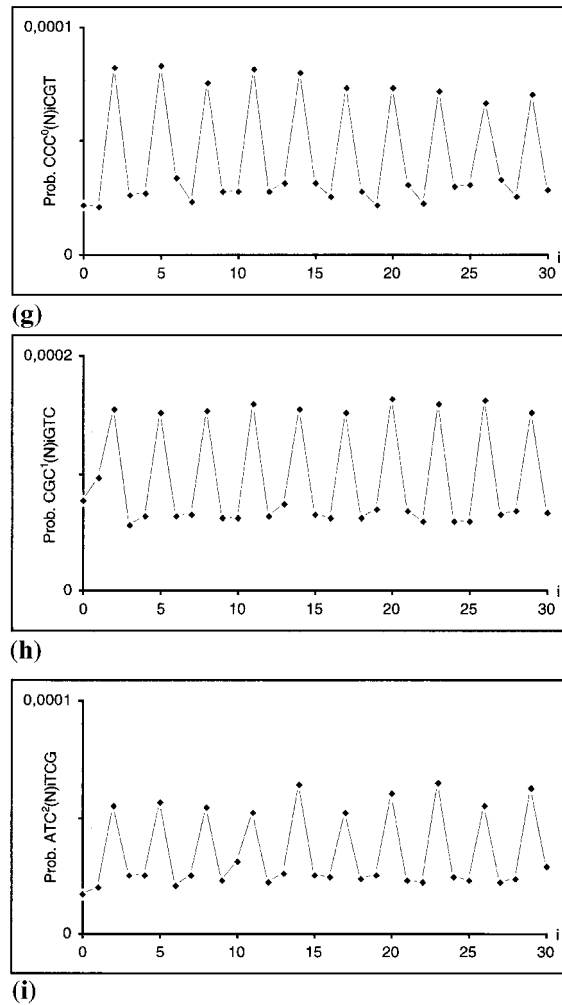 0,0001
Prob. CCC⁰(N)iCGT
0
0 5 10 15 20 25 30
i
(g)
0,0002
Prob. CGC¹(N)iGTC
0
0 5 10 15 20 25 30
i
(h)
0,0001
Prob. ATC²(N)iTCG
0
0 5 10 15 20 25 30
i
(i)